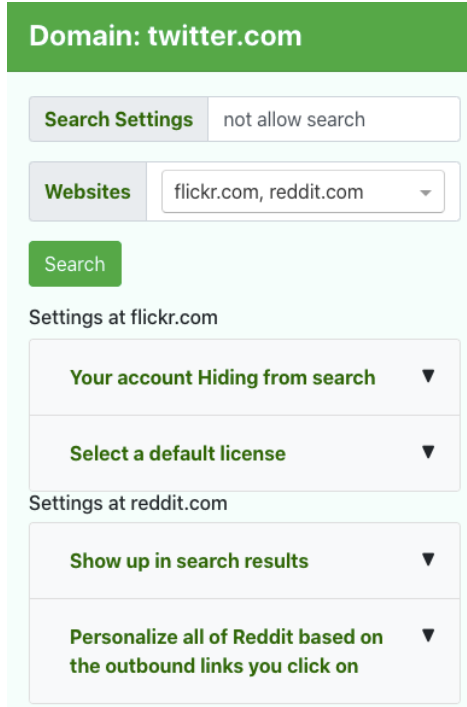 Domain: twitter.com
Search Settings not allow search
Websites flickr.com, reddit.com
Search
Settings at flickr.com
Your account Hiding from search
Select a default license
Settings at reddit.com
Show up in search results
Personalize all of Reddit based on
the outbound links you click on